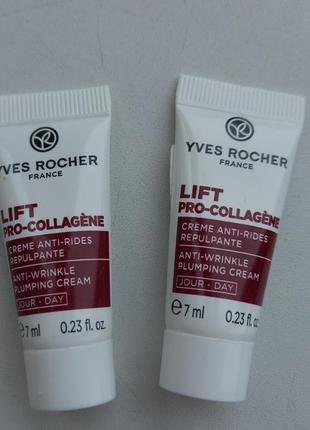 YVES ROCHER
FRANCE
LIFT
PRO-COLLAGÈNE
CRÈME ANTI-RIDES
REPULPANTE
ANTI-WRINKLE
PLUMPING CREAM
JOUR - DAY
℮7 ml 0.23 fl. oz.
YVES ROCHER
FRANCE
LIFT
PRO-COLLAGÈNE
CRÈME ANTI-RIDES
REPULPANTE
ANTI-WRINKLE
PLUMPING CREAM
JOUR - DAY
℮7 ml 0.23 fl. oz